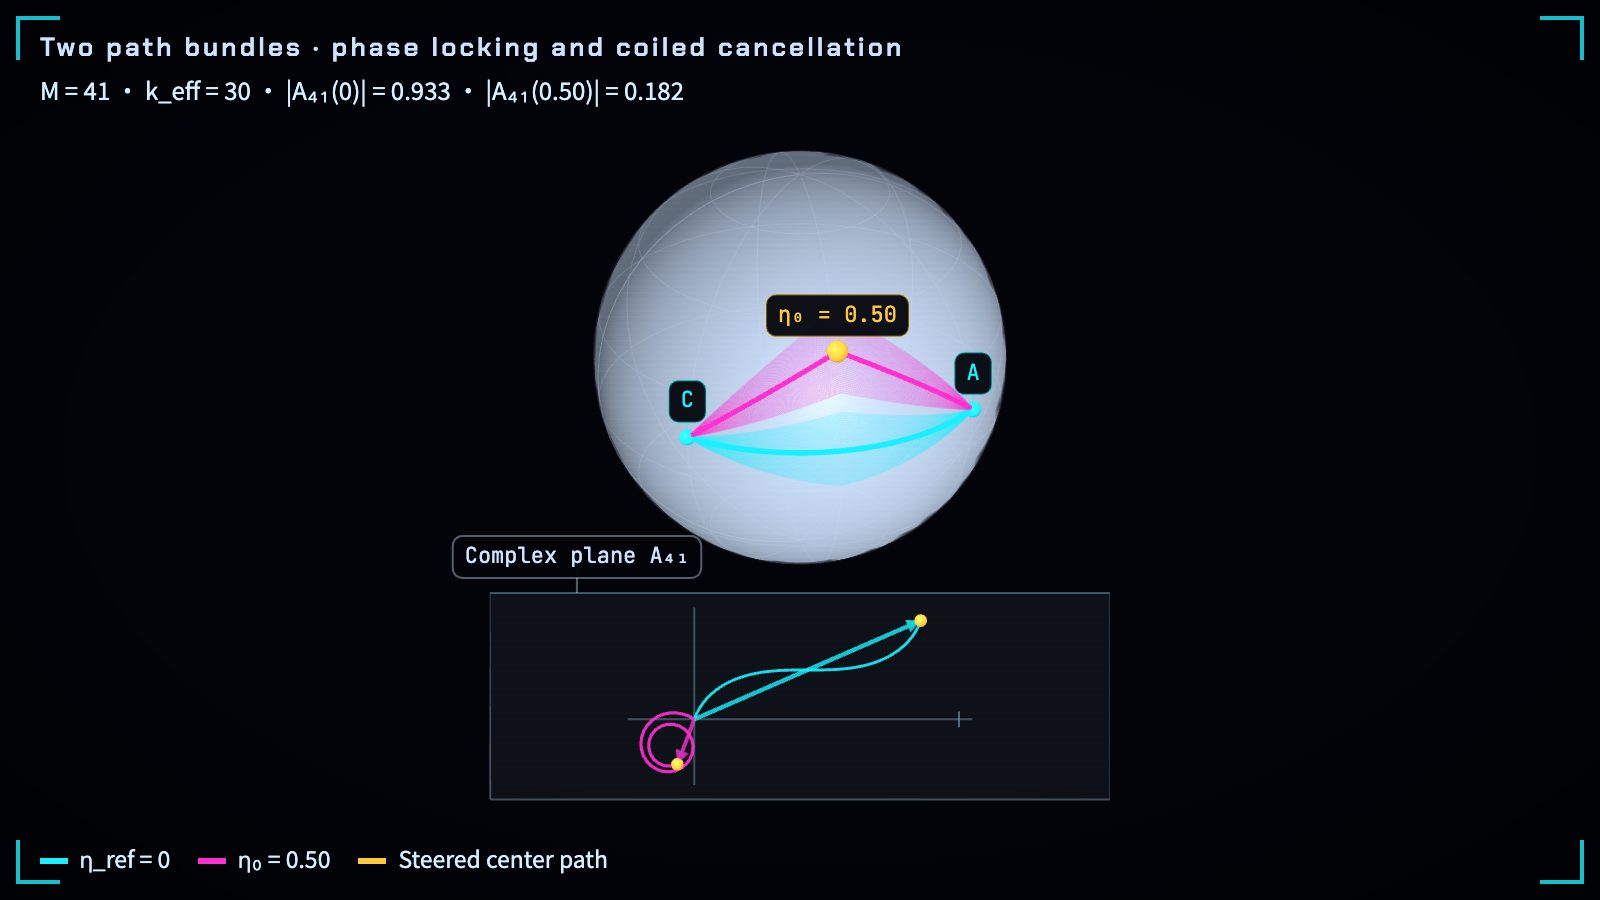 Two path bundles · phase locking and coiled cancellation
M = 41 • k_eff = 30 • |A₄₁(0)| = 0.933 • |A₄₁(0.50)| = 0.182
η₀ = 0.50
A
C
Complex plane A₄₁
η_ref = 0
η₀ = 0.50
Steered center path